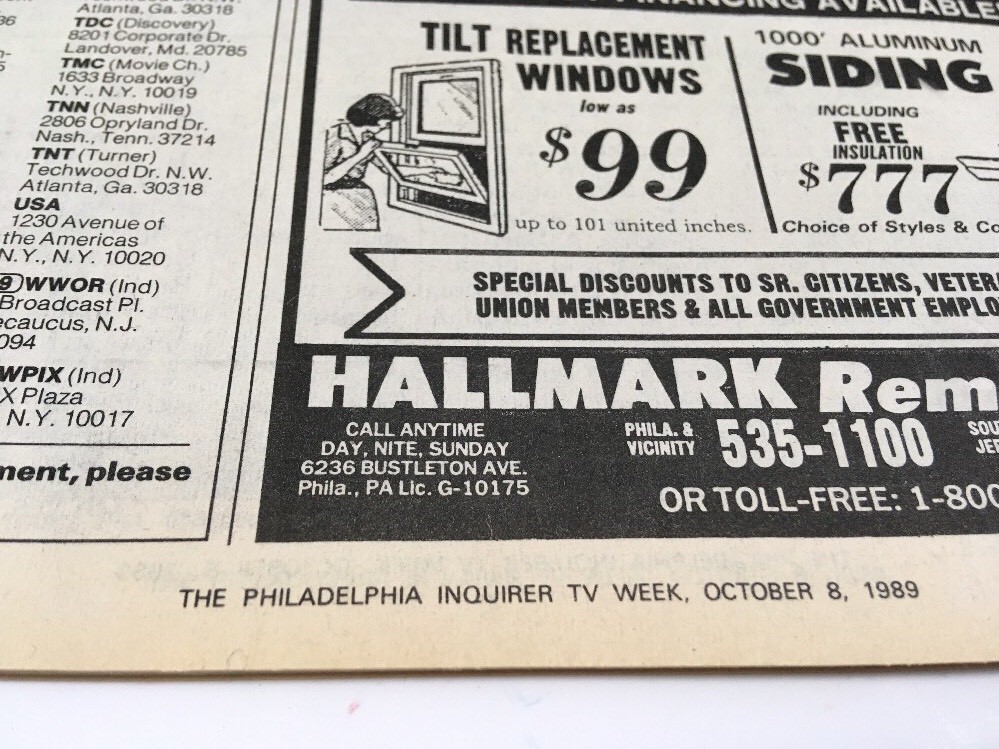 Atlanta, Ga. 30318
TDC (Discovery)
8201 Corporate Dr.
Landover, Md. 20785
TMC (Movie Ch.)
1633 Broadway
N.Y., N.Y. 10019
TNN (Nashville)
2806 Opryland Dr.
Nash., Tenn. 37214
TNT (Turner)
Techwood Dr. N.W.
Atlanta, Ga. 30318
USA
1230 Avenue of
the Americas
N.Y., N.Y. 10020
9 WWOR (Ind)
Broadcast Pl.
ecaucus, N.J.
094
WPIX (Ind)
X Plaza
N.Y. 10017
ment, please
FINANCING AVAILABLE
TILT REPLACEMENT
WINDOWS
low as
$99
up to 101 united inches.
1000' ALUMINUM
SIDING
INCLUDING
FREE
INSULATION
$777
Choice of Styles & Co
SPECIAL DISCOUNTS TO SR. CITIZENS, VETER
UNION MEMBERS & ALL GOVERNMENT EMPLO
HALLMARK Rem
CALL ANYTIME
DAY, NITE, SUNDAY
6236 BUSTLETON AVE.
Phila., PA Lic. G-10175
PHILA. &
VICINITY
535-1100
SOU
JER
OR TOLL-FREE: 1-800
THE PHILADELPHIA INQUIRER TV WEEK, OCTOBER 8, 1989